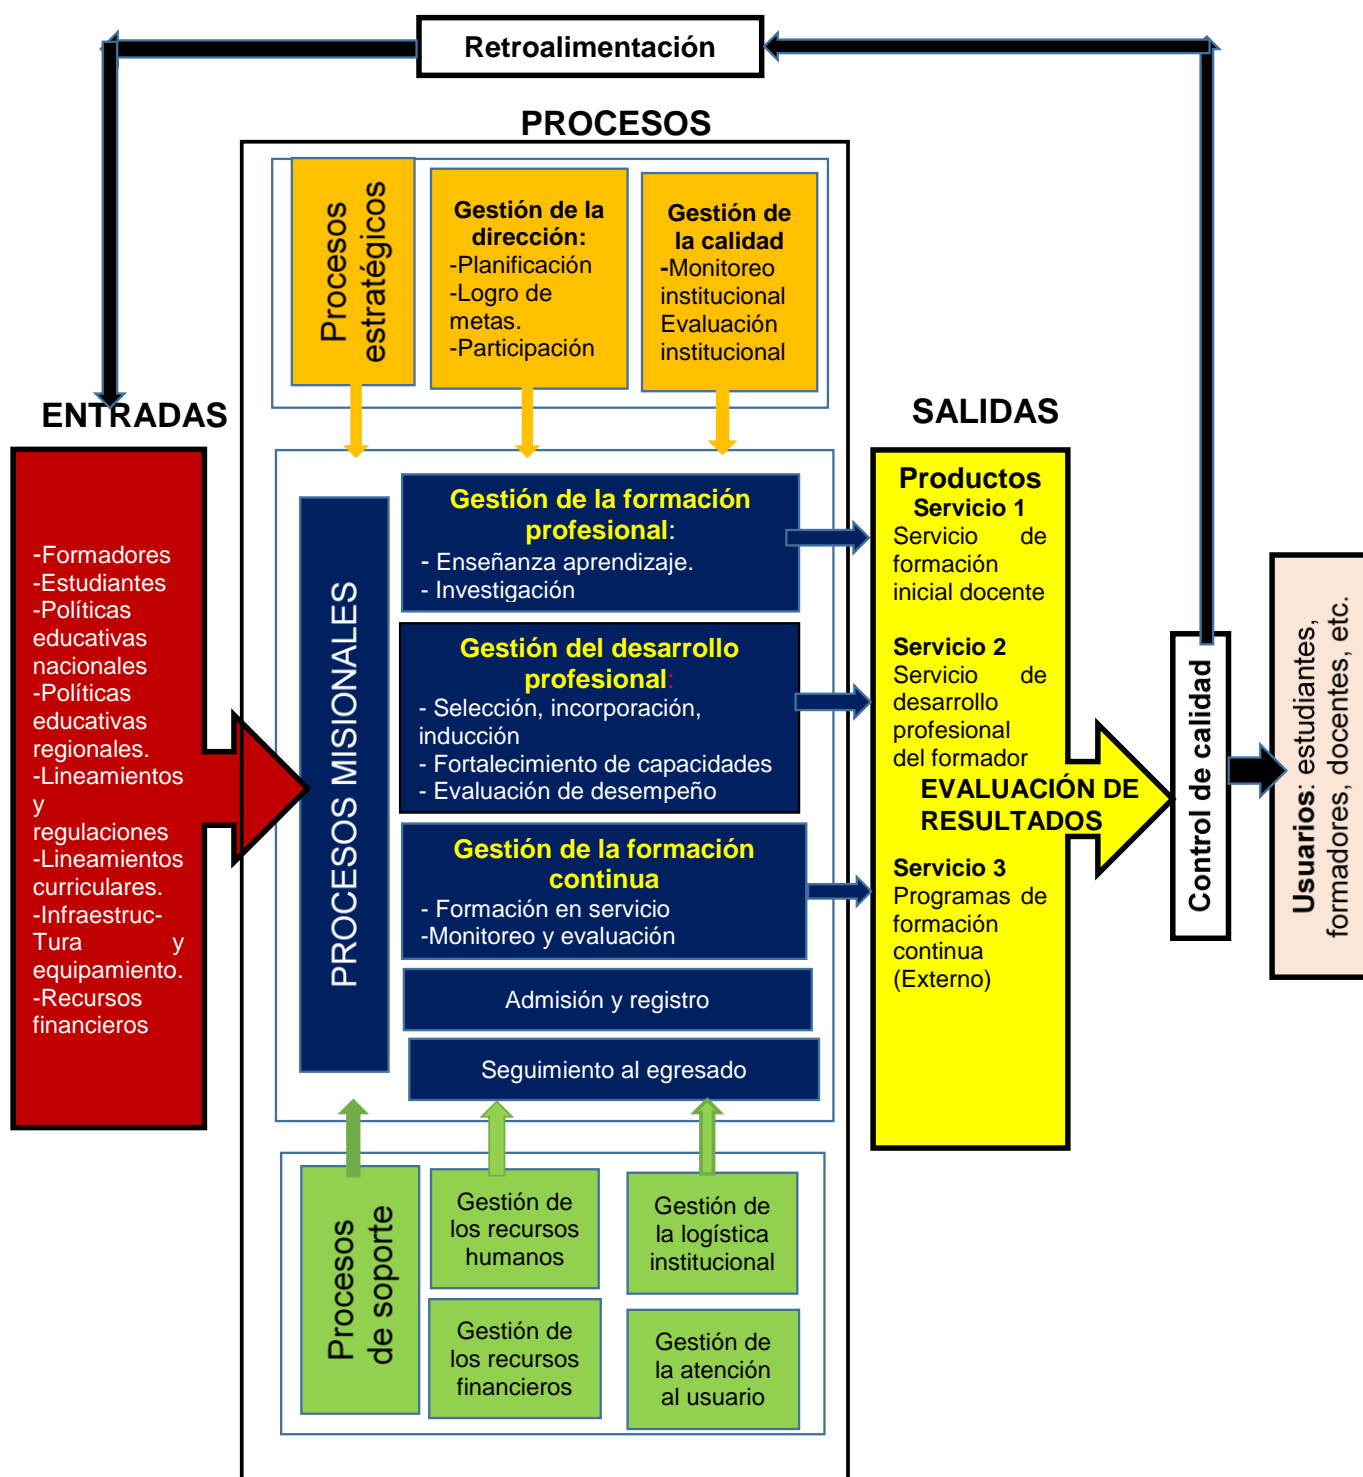 Retroalimentación
PROCESOS
Procesos
estratégicos
Gestión de la
dirección:
-Planificación
-Logro de
metas.
-Participación
Gestión de
la calidad
-Monitoreo
institucional
Evaluación
institucional
ENTRADAS
-Formadores
-Estudiantes
-Políticas
educativas
nacionales
-Políticas
educativas
regionales.
-Lineamientos
y
regulaciones
-Lineamientos
curriculares.
-Infraestruc-
Tura y
equipamiento.
-Recursos
financieros
PROCESOS MISIONALES
Gestión de la formación
profesional:
- Enseñanza aprendizaje.
- Investigación
Gestión del desarrollo
profesional:
- Selección, incorporación,
inducción
- Fortalecimiento de capacidades
- Evaluación de desempeño
Gestión de la formación
continua
- Formación en servicio
-Monitoreo y evaluación
Admisión y registro
Seguimiento al egresado
Procesos
de soporte
Gestión de
los recursos
humanos
Gestión de
la logística
institucional
Gestión de
los recursos
financieros
Gestión de
la atención
al usuario
SALIDAS
Productos
Servicio 1
Servicio de
formación
inicial docente
Servicio 2
Servicio de
desarrollo
profesional
del formador
EVALUACIÓN DE
RESULTADOS
Servicio 3
Programas de
formación
continua
(Externo)
Control de calidad
Usuarios: estudiantes,
formadores, docentes, etc.